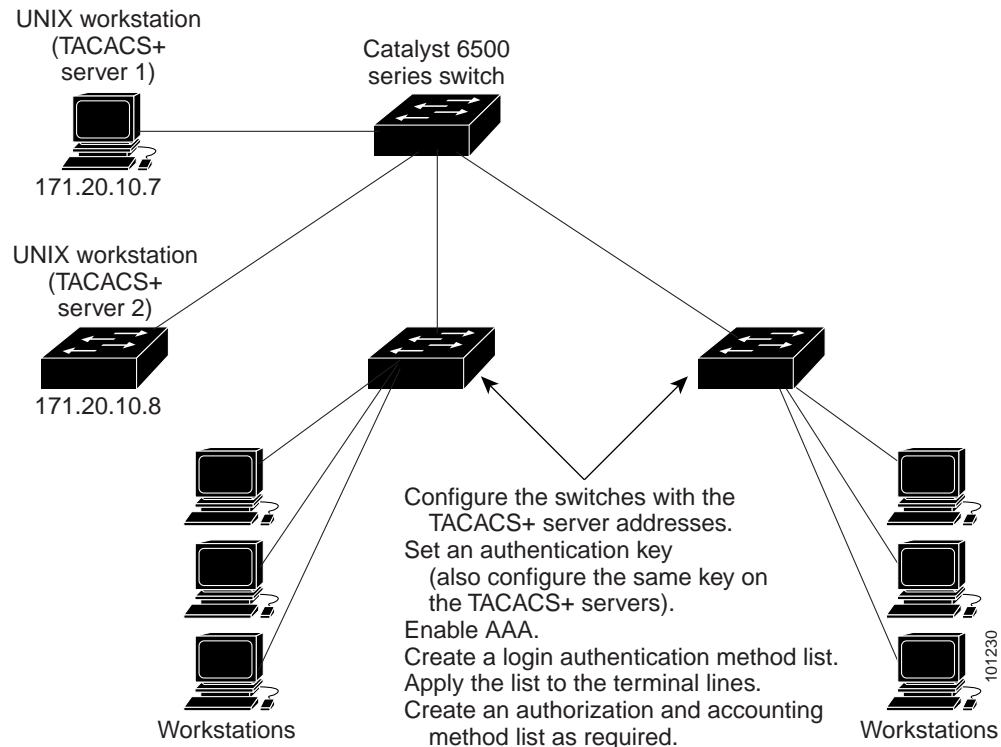 UNIX workstation
(TACACS+
server 1)
Catalyst 6500
series switch
171.20.10.7
UNIX workstation
(TACACS+
server 2)
171.20.10.8
Configure the switches with the
TACACS+ server addresses.
Set an authentication key
(also configure the same key on
the TACACS+ servers).
Enable AAA.
Create a login authentication method list.
Apply the list to the terminal lines.
Create an authorization and accounting
method list as required.
Workstations
Workstations
101230